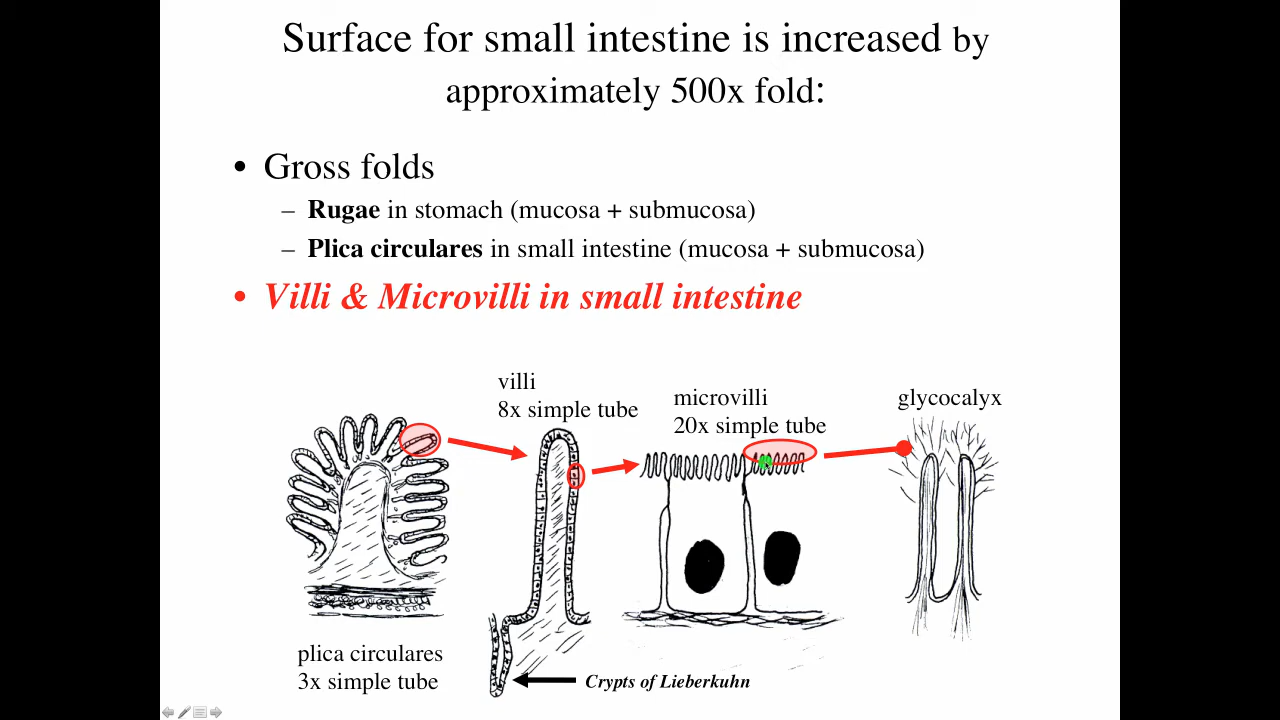 Surface for small intestine is increased by
approximately 500x fold:
• Gross folds
– Rugae in stomach (mucosa + submucosa)
– Plica circulares in small intestine (mucosa + submucosa)
• Villi & Microvilli in small intestine
villi
8x simple tube
microvilli
20x simple tube
glycocalyx
plica circulares
3x simple tube
Crypts of Lieberkuhn